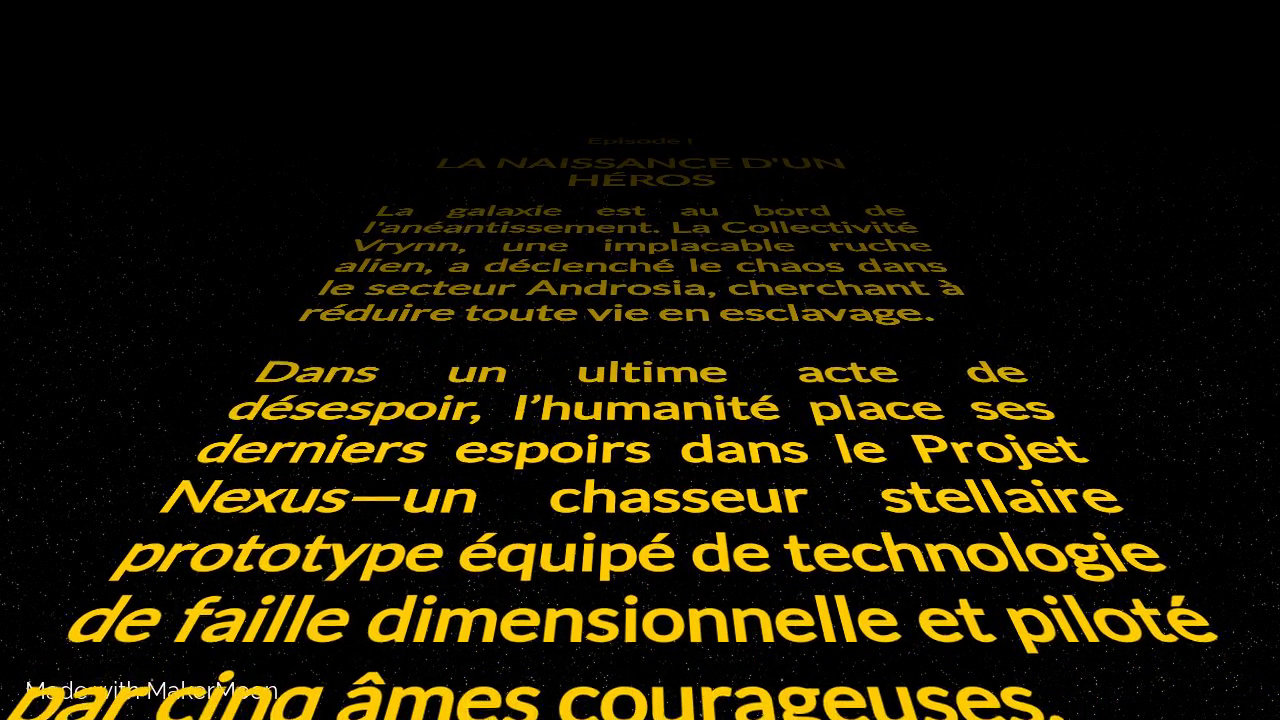 Episode I
LA NAISSANCE D'UN
HÉROS
La galaxie est au bord de
l'anéantissement. La Collectivité
Vrynn, une implacable ruche
alien, a déclenché le chaos dans
le secteur Androsia, cherchant à
réduire toute vie en esclavage.
Dans un ultime acte de
désespoir, l’humanité place ses
derniers espoirs dans le Projet
Nexus—un chasseur stellaire
prototype équipé de technologie
de faille dimensionnelle et piloté
par cinq âmes courageuses.
Made with MakerMoon